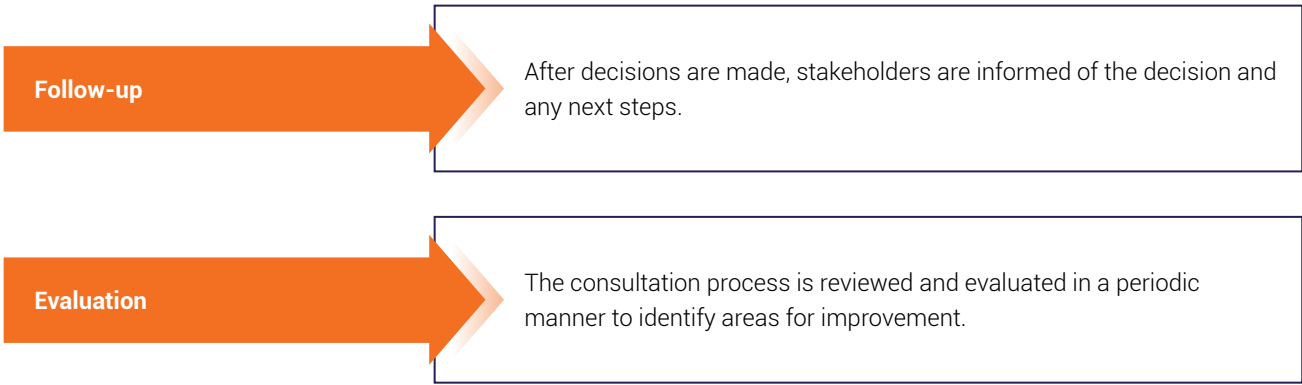 Follow-up
After decisions are made, stakeholders are informed of the decision and
any next steps.
Evaluation
The consultation process is reviewed and evaluated in a periodic
manner to identify areas for improvement.